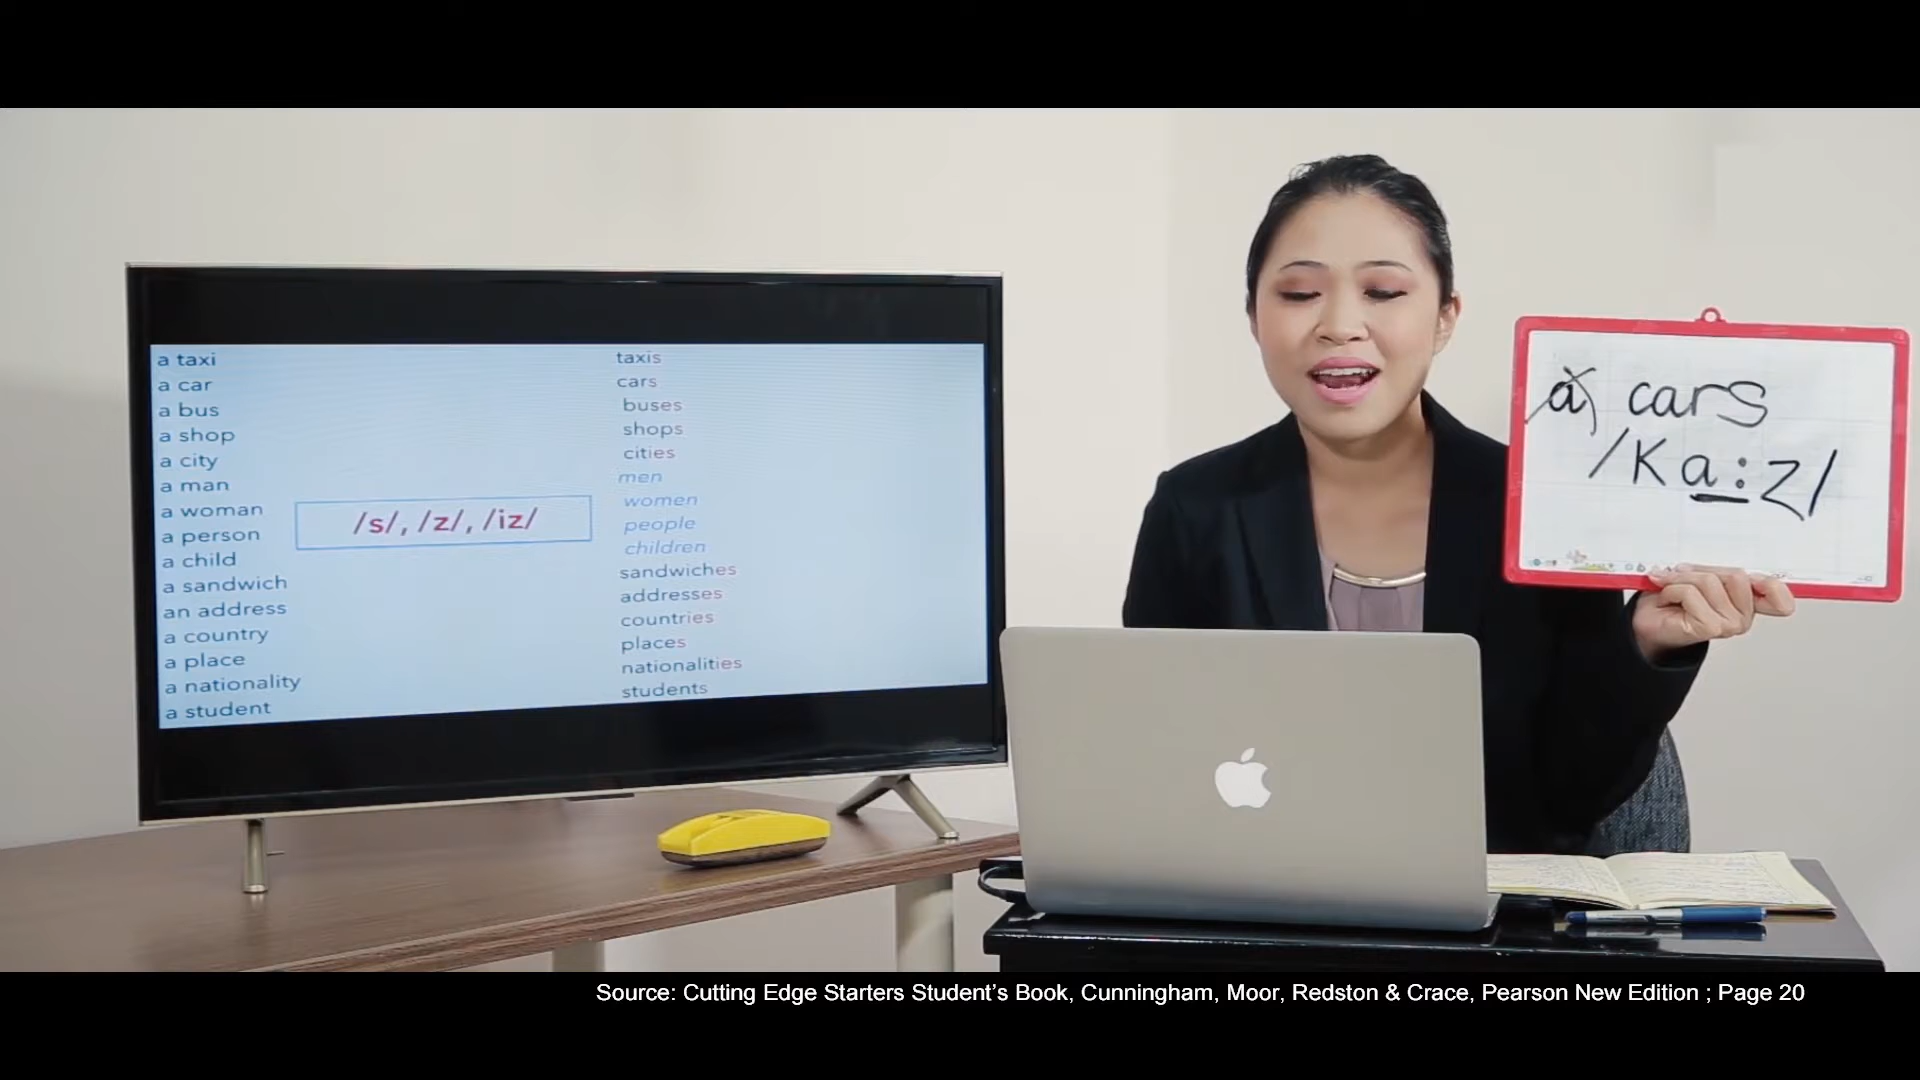 a taxi
a car
a bus
a shop
a city
a man
a woman
a person
a child
a sandwich
an address
a country
a place
a nationality
a student
/s/, /z/, /iz/
taxis
cars
buses
shops
cities
men
women
people
children
sandwiches
addresses
countries
places
nationalities
students
a cars
/Ka:z/
Source: Cutting Edge Starters Student’s Book, Cunningham, Moor, Redston & Crace, Pearson New Edition ; Page 20